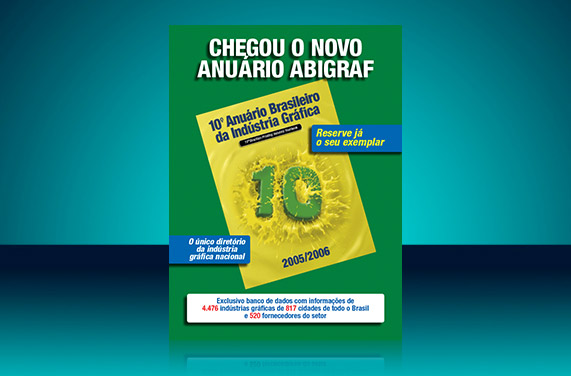 CHEGOU O NOVO
ANUÁRIO ABIGRAF
10º Anuário Brasileiro
da Indústria Gráfica
Reserve já
o seu exemplar
10
O único diretório
da indústria
gráfica nacional
2005/2006
Exclusivo banco de dados com informações de
4.476 indústrias gráficas de 817 cidades de todo o Brasil
e 520 fornecedores do setor